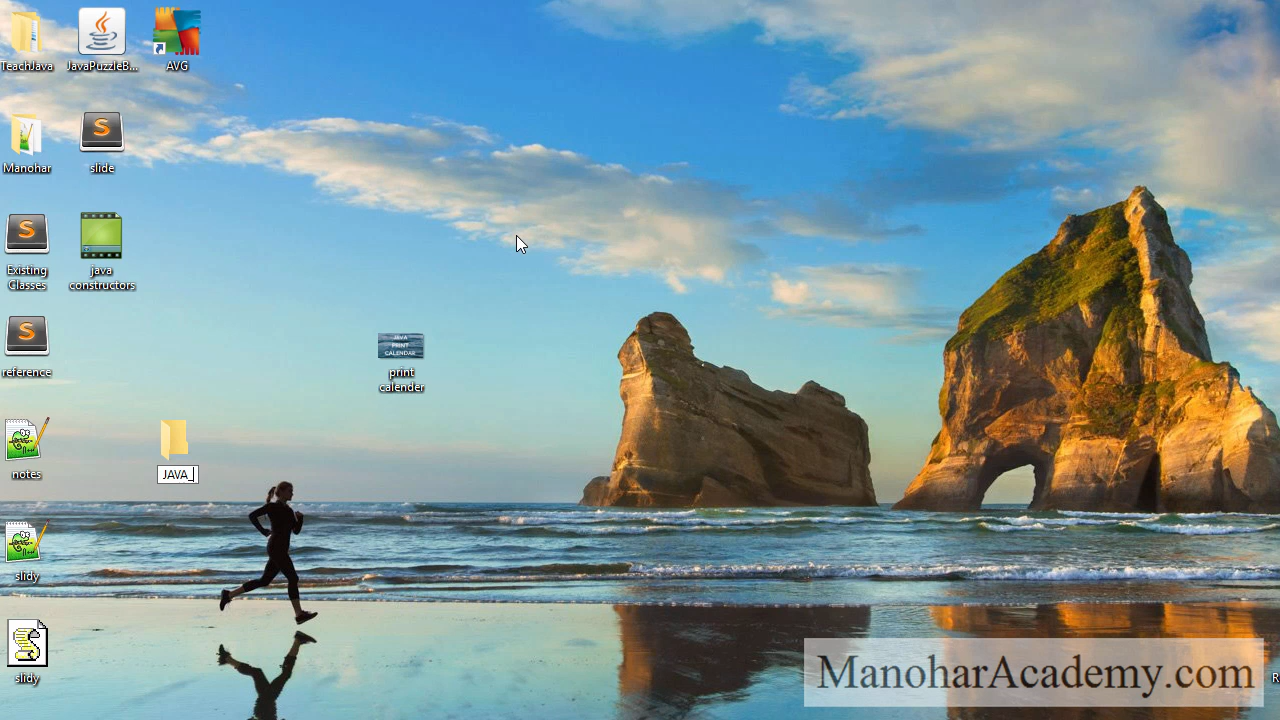 TeachJava
JavaPuzzleB...
AVG
Manohar
slide
Existing
Classes
java
constructors
reference
JAVA
PRINT
CALENDAR
print
calender
notes
JAVA_
slidy
slidy
ManoharAcademy.com
R